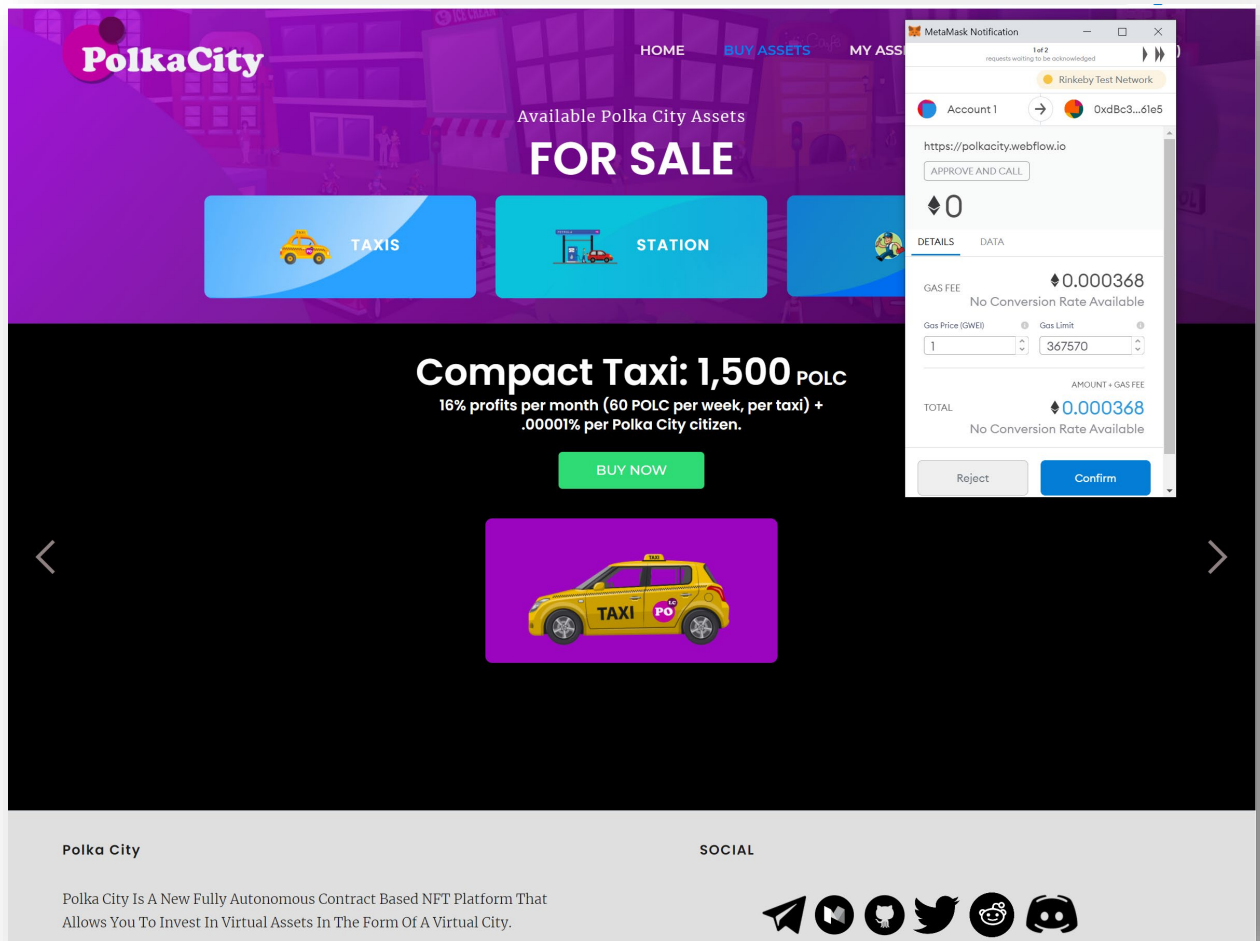 PolkaCity
HOME
BUY ASSETS
MY ASSE
Available Polka City Assets
FOR SALE
TAXIS
STATION
Compact Taxi: 1,500 POLC
16% profits per month (60 POLC per week, per taxi) +
.00001% per Polka City citizen.
BUY NOW
TAXI
TAXI
PO
LC
MetaMask Notification
1 of 2
requests waiting to be acknowledged
Rinkeby Test Network
Account 1
0xdBc3...61e5
https://polkacity.webflow.io
APPROVE AND CALL
0
DETAILS
DATA
GAS FEE
0.000368
No Conversion Rate Available
Gas Price (GWEI)
Gas Limit
1
367570
AMOUNT + GAS FEE
TOTAL
0.000368
No Conversion Rate Available
Reject
Confirm
Polka City
Polka City Is A New Fully Autonomous Contract Based NFT Platform That
Allows You To Invest In Virtual Assets In The Form Of A Virtual City.
SOCIAL